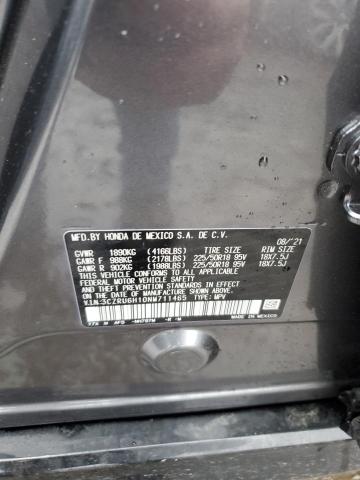 MFD.BY HONDA DE MEXICO S.A. DE C.V. 08/'21
GVWR 1890KG (4166LBS) TIRE SIZE RIM SIZE
GAWR F 988KG (2178LBS) 225/50R18 95V 18X7.5J
GAWR R 902KG (1988LBS) 225/50R18 95V 18X7.5J
THIS VEHICLE CONFORMS TO ALL APPLICABLE
FEDERAL MOTOR VEHICLE SAFETY, BUMPER,
AND THEFT PREVENTION STANDARDS IN EFFECT
ON THE DATE OF MANUFACTURE SHOWN ABOVE.
V.I.N:3CZRU6H10NM711465 TYPE: MPV
MADE IN MEXICO